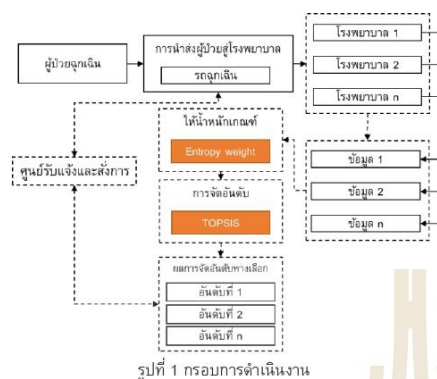 ผู้ป่วยฉุกเฉิน
การนำส่งผู้ป่วยสู่โรงพยาบาล
รถฉุกเฉิน
โรงพยาบาล 1
โรงพยาบาล 2
โรงพยาบาล n
ให้น้ำหนักเกณฑ์
Entropy weight
ข้อมูล 1
ข้อมูล 2
ข้อมูล n
ศูนย์รับแจ้งและสั่งการ
การจัดอันดับ
TOPSIS
ผลการจัดอันดับทางเลือก
อันดับที่ 1
อันดับที่ 2
อันดับที่ n
รูปที่ 1 กรอบการดำเนินงาน